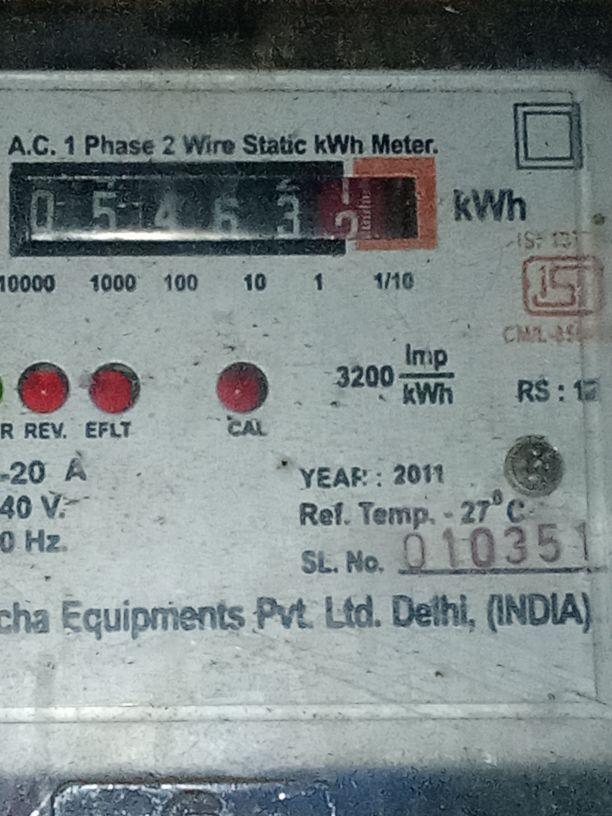 A.C. 1 Phase 2 Wire Static kWh Meter.
0 5 4 6 3 kWh
10000 1000 100 10 1 1/10
3200 Imp
kWh
R REV. EFLT CAL
RS :
-20 A
YEAR : 2011
40 V.
Ref. Temp. - 27°C
0 Hz.
SL. No. 010351
cha Equipments Pvt. Ltd. Delhi, (INDIA)